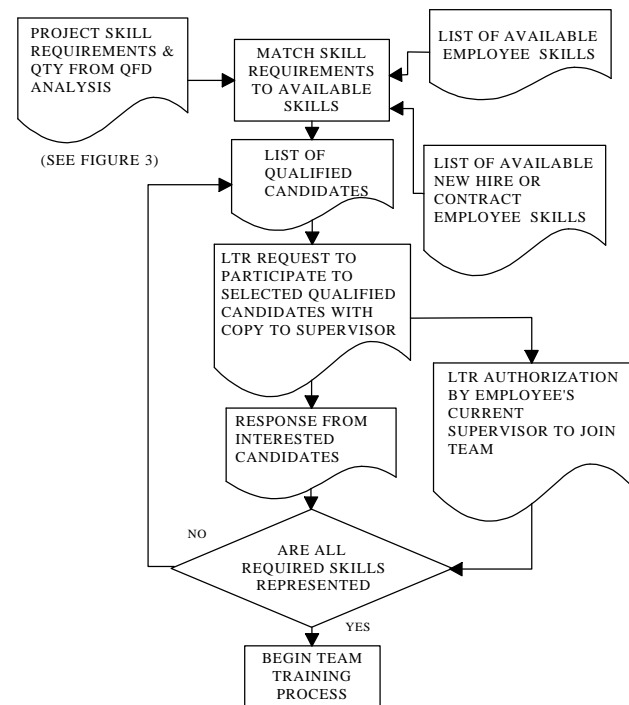 PROJECT SKILL
REQUIREMENTS &
QTY FROM QFD
ANALYSIS
(SEE FIGURE 3)
MATCH SKILL
REQUIREMENTS
TO AVAILABLE
SKILLS
LIST OF AVAILABLE
EMPLOYEE SKILLS
LIST OF AVAILABLE
NEW HIRE OR
CONTRACT
EMPLOYEE SKILLS
LIST OF
QUALIFIED
CANDIDATES
LTR REQUEST TO
PARTICIPATE TO
SELECTED QUALIFIED
CANDIDATES WITH
COPY TO SUPERVISOR
LTR AUTHORIZATION
BY EMPLOYEE'S
CURRENT
SUPERVISOR TO JOIN
TEAM
RESPONSE FROM
INTERESTED
CANDIDATES
NO
ARE ALL
REQUIRED SKILLS
REPRESENTED
YES
BEGIN TEAM
TRAINING
PROCESS